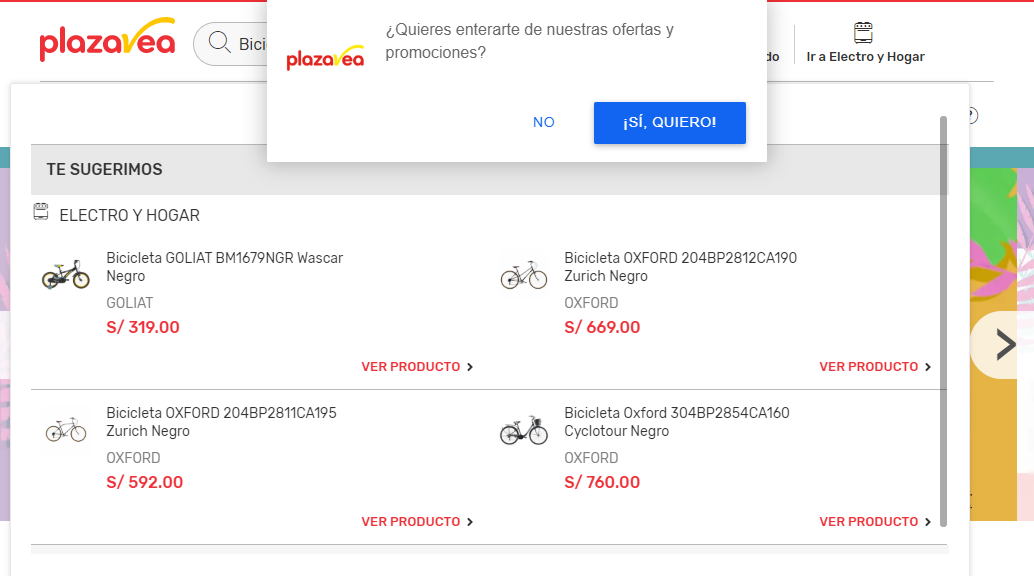 plazavea
Bici
¿Quieres enterarte de nuestras ofertas y
promociones?
plazavea
NO
¡SÍ, QUIERO!
do
Ir a Electro y Hogar
?
TE SUGERIMOS
ELECTRO Y HOGAR
Bicicleta GOLIAT BM1679NGR Wascar
Negro
GOLIAT
S/ 319.00
VER PRODUCTO
Bicicleta OXFORD 204BP2812CA190
Zurich Negro
OXFORD
S/ 669.00
VER PRODUCTO
Bicicleta OXFORD 204BP2811CA195
Zurich Negro
OXFORD
S/ 592.00
VER PRODUCTO
Bicicleta Oxford 304BP2854CA160
Cyclotour Negro
OXFORD
S/ 760.00
VER PRODUCTO